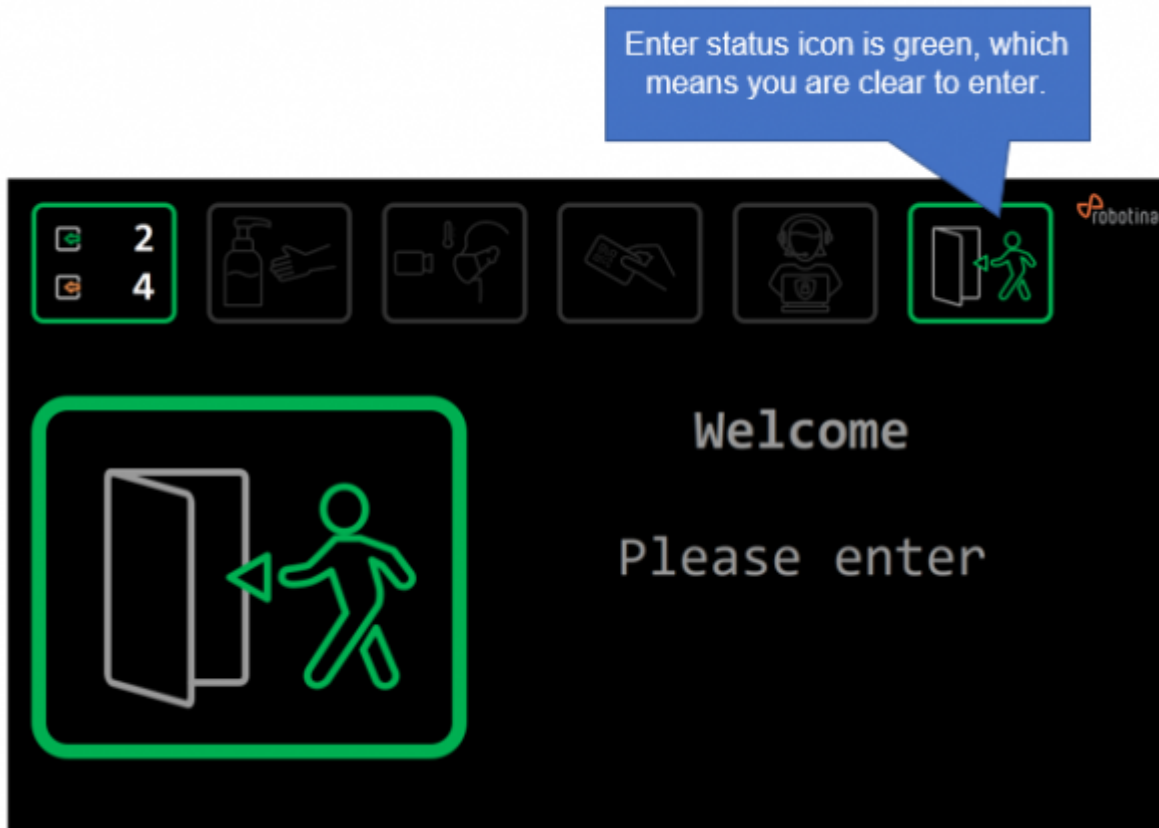 Enter status icon is green, which
means you are clear to enter.
2
4
robotina
Welcome
Please enter